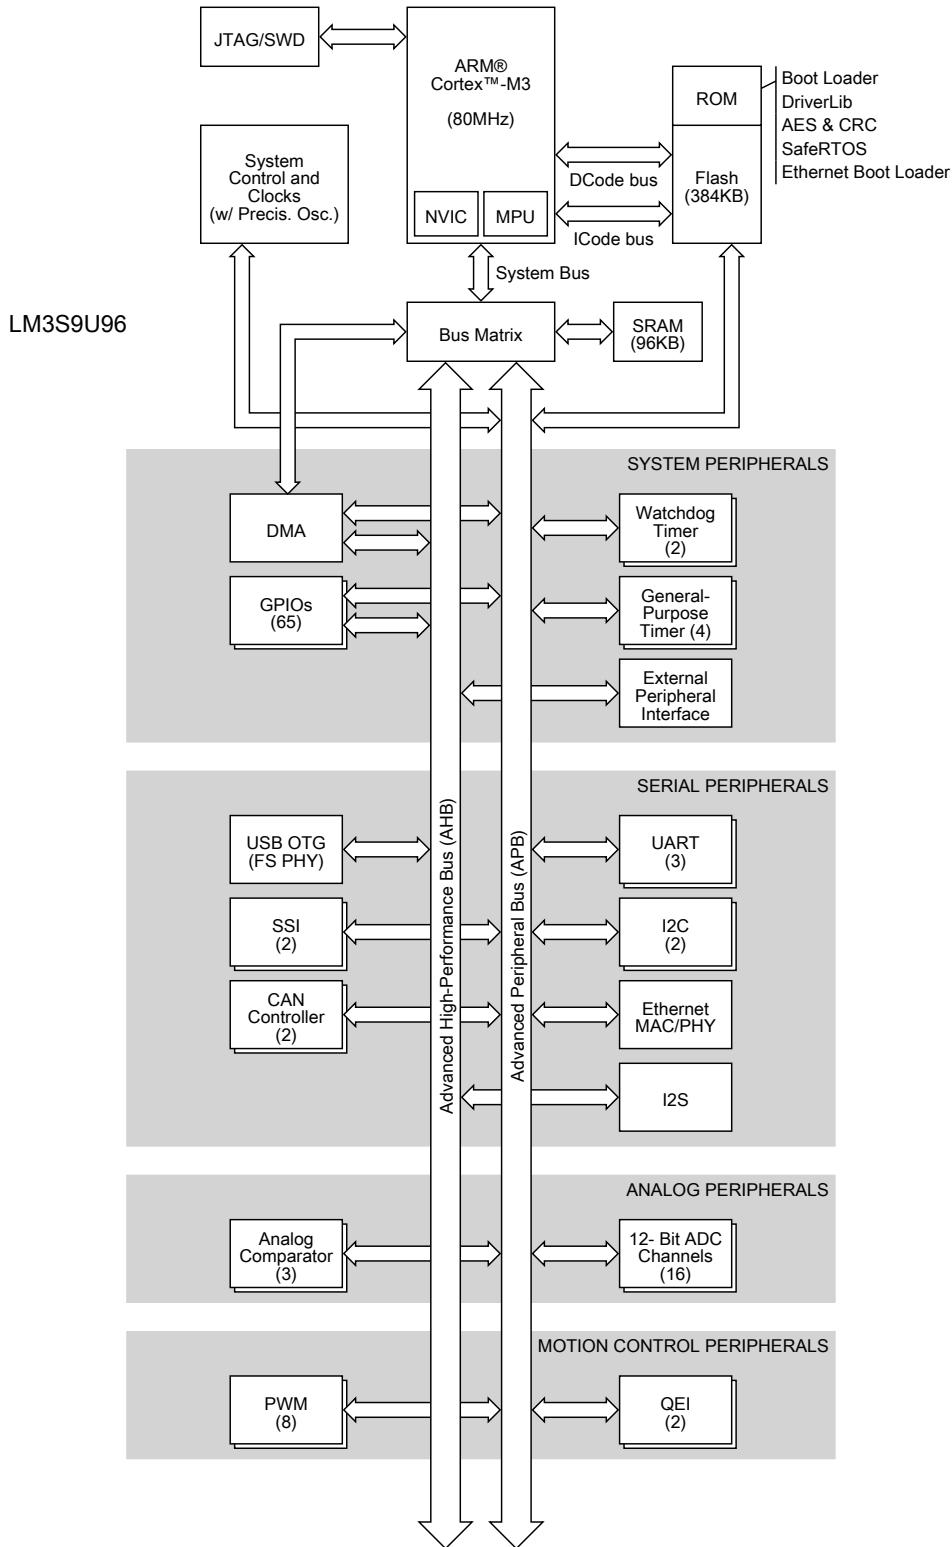 JTAG/SWD
ARM®
Cortex™-M3
(80MHz)
NVIC
MPU
ROM
Flash
(384KB)
Boot Loader
DriverLib
AES & CRC
SafeRTOS
Ethernet Boot Loader
System
Control and
Clocks
(w/ Precis. Osc.)
DCode bus
ICode bus
System Bus
LM3S9U96
Bus Matrix
SRAM
(96KB)
SYSTEM PERIPHERALS
DMA
Watchdog
Timer
(2)
GPIOs
(65)
General-
Purpose
Timer (4)
External
Peripheral
Interface
SERIAL PERIPHERALS
Advanced High-Performance Bus (AHB)
Advanced Peripheral Bus (APB)
USB OTG
(FS PHY)
UART
(3)
SSI
(2)
I2C
(2)
CAN
Controller
(2)
Ethernet
MAC/PHY
I2S
ANALOG PERIPHERALS
Analog
Comparator
(3)
12- Bit ADC
Channels
(16)
MOTION CONTROL PERIPHERALS
PWM
(8)
QEI
(2)